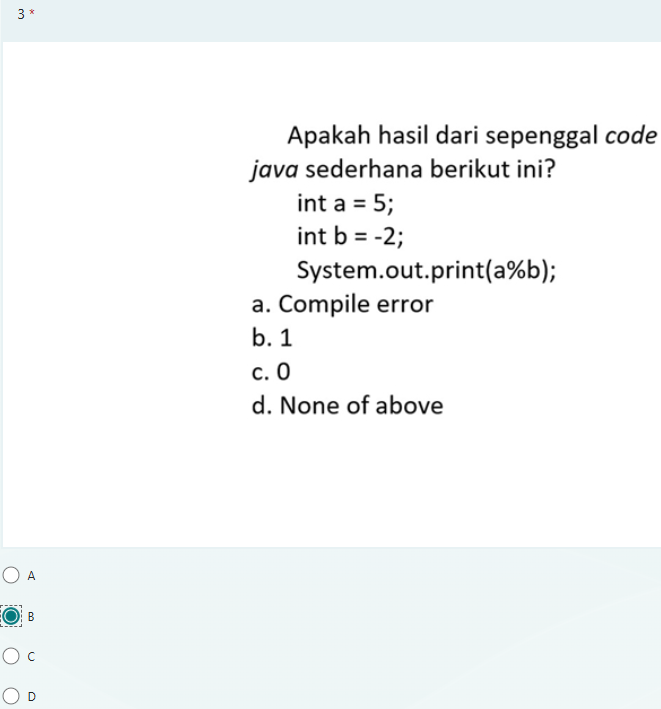 3 *
Apakah hasil dari sepenggal code
java sederhana berikut ini?
int a = 5;
int b = -2;
System.out.print(a%b);
a. Compile error
b. 1
c. 0
d. None of above
A
B
C
D